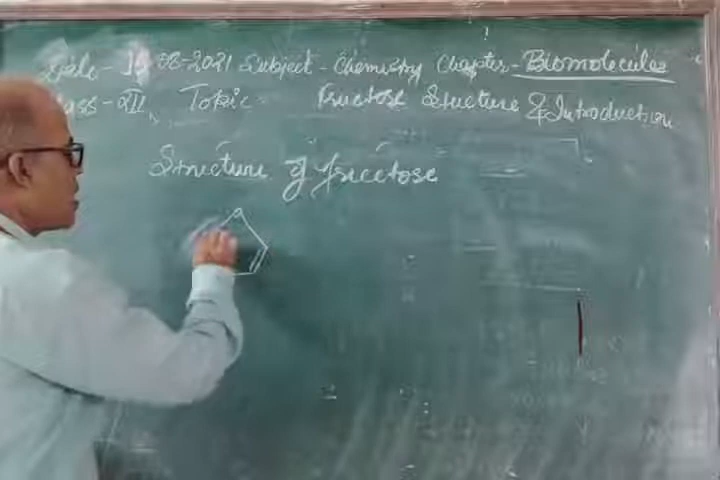 Date - 08-2021 Subject - Chemistry Chapter - Biomolecules
Class - XII, Topic - Fructose Structure & Introduction
Structure of fructose